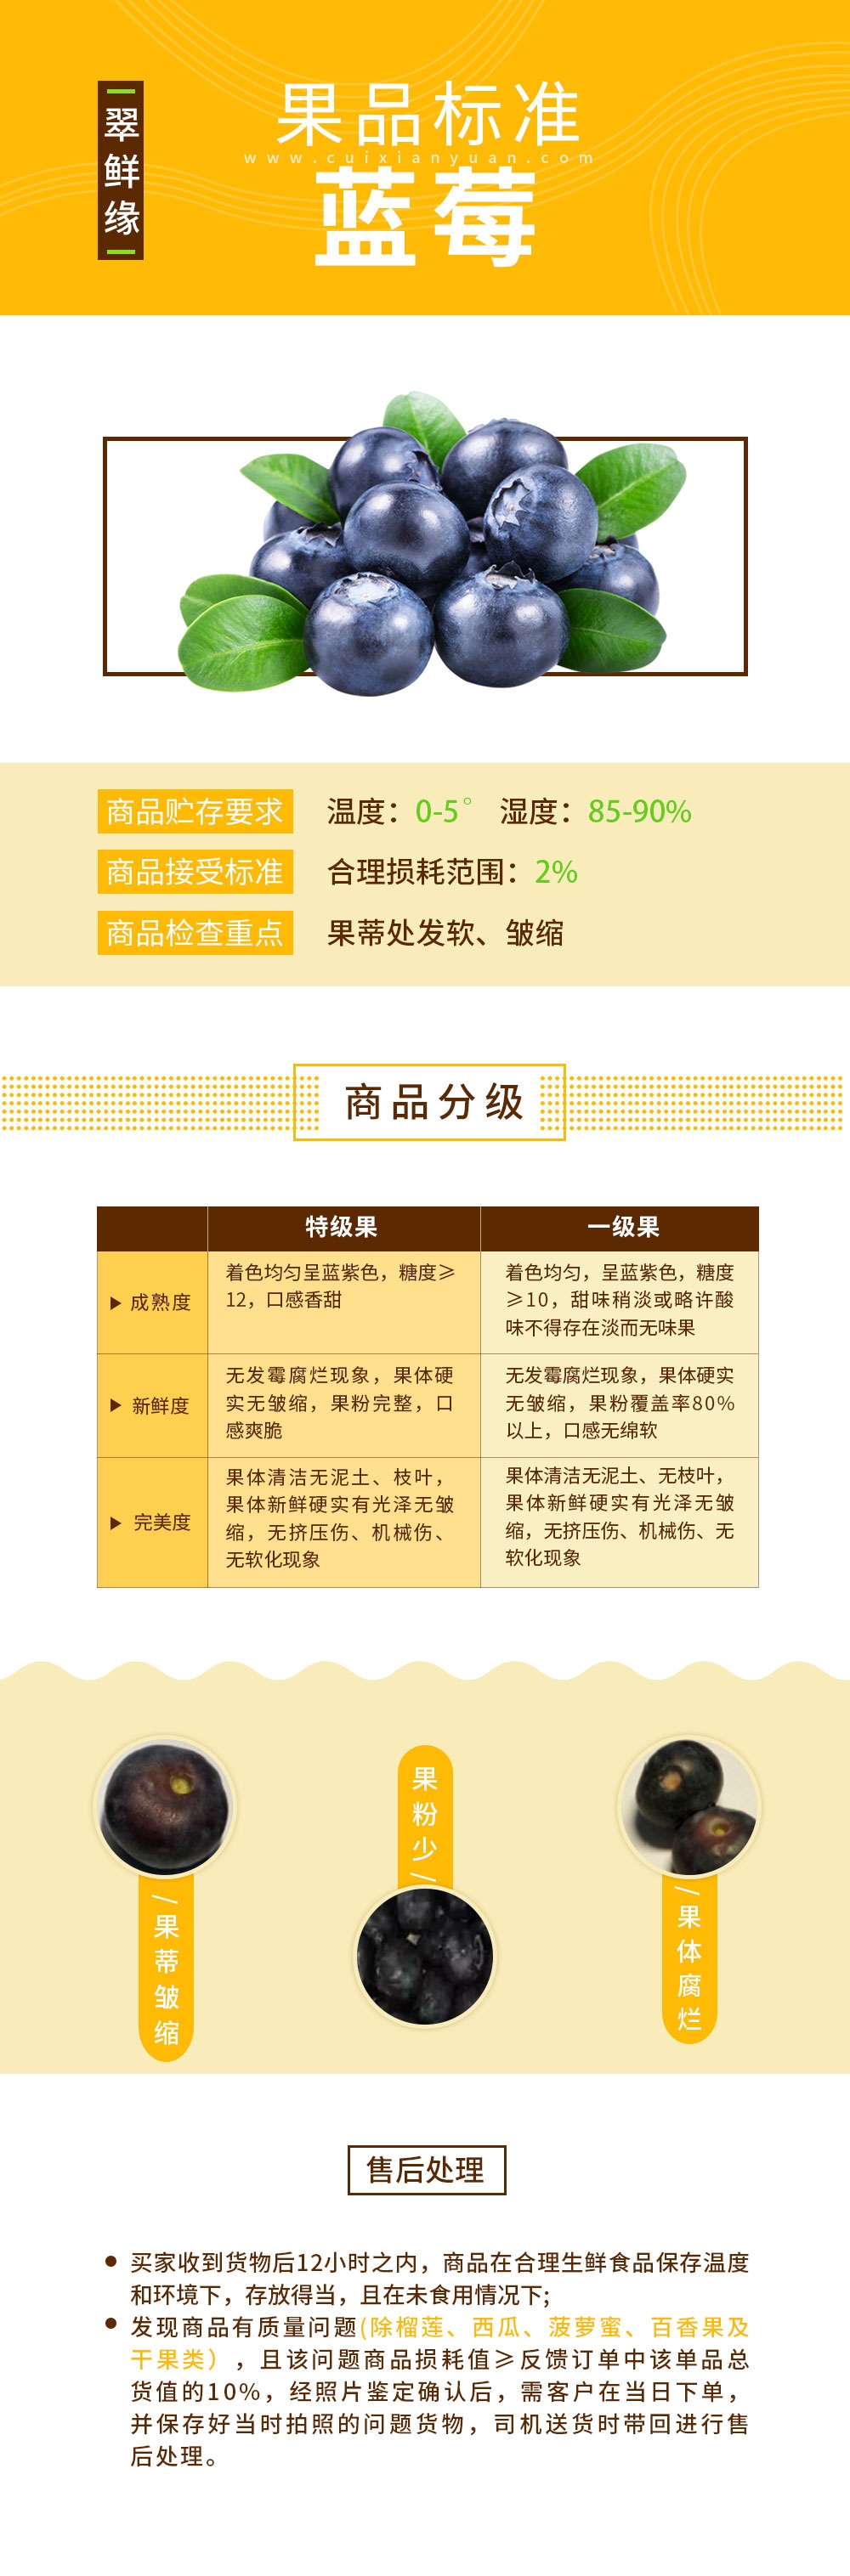 翠鲜缘
果品标准
www.cuixianyuan.com
蓝莓
商品贮存要求 温度：0-5° 湿度：85-90%
商品接受标准 合理损耗范围：2%
商品检查重点 果蒂处发软、皱缩
商品分级
特级果 一级果
成熟度
着色均匀呈蓝紫色，糖度≥
12，口感香甜
着色均匀，呈蓝紫色，糖度
≥10，甜味稍淡或略许酸
味不得存在淡而无味果
新鲜度
无发霉腐烂现象，果体硬
实无皱缩，果粉完整，口
感爽脆
无发霉腐烂现象，果体硬实
无皱缩，果粉覆盖率80%
以上，口感无绵软
完美度
果体清洁无泥土、枝叶，
果体新鲜硬实有光泽无皱
缩，无挤压伤、机械伤、
无软化现象
果体清洁无泥土、无枝叶，
果体新鲜硬实有光泽无皱
缩，无挤压伤、机械伤、无
软化现象
/果蒂皱缩
果粉少/
/果体腐烂
售后处理
● 买家收到货物后12小时之内，商品在合理生鲜食品保存温度
和环境下，存放得当，且在未食用情况下;
● 发现商品有质量问题(除榴莲、西瓜、菠萝蜜、百香果及
干果类），且该问题商品损耗值≥反馈订单中该单品总
货值的10%，经照片鉴定确认后，需客户在当日下单，
并保存好当时拍照的问题货物，司机送货时带回进行售
后处理。